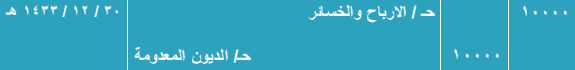 ١٠٠٠٠ حـ / الارباح والخسائر ٣٠ / ١٢ / ١٤٣٣ هـ
١٠٠٠٠ حـ/ الديون المعدومة